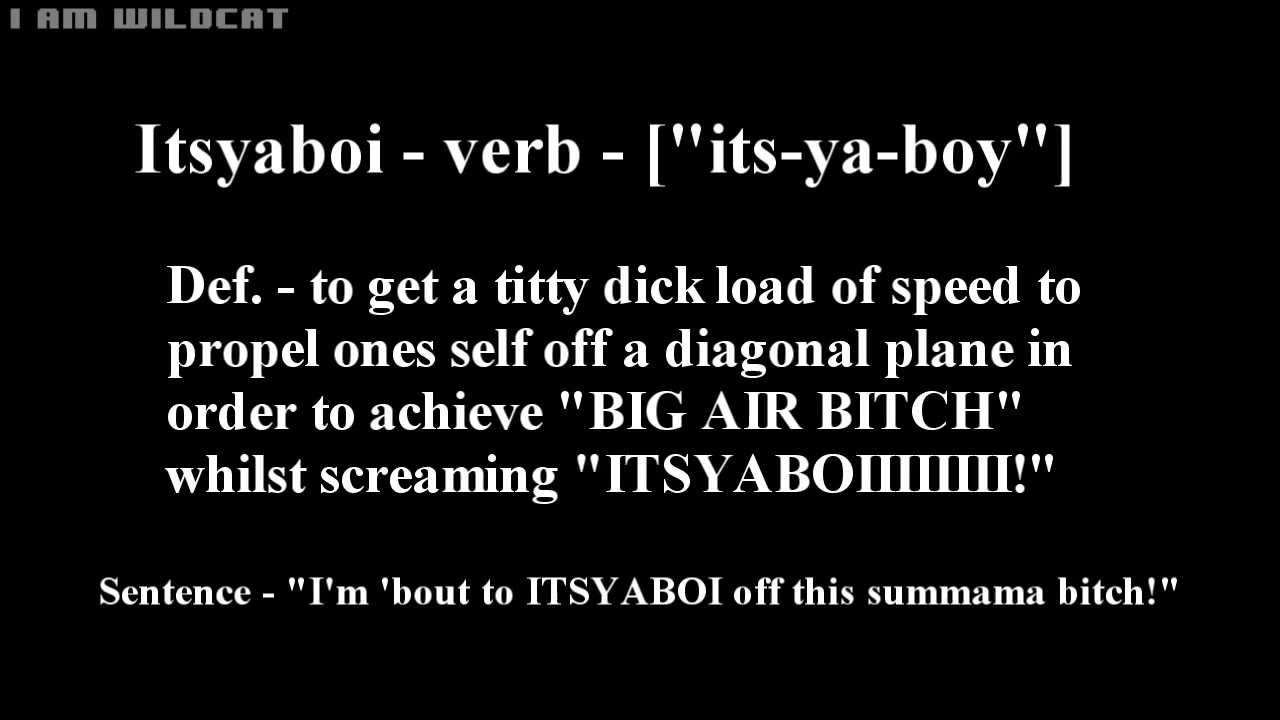 I AM WILDCAT
Itsyaboi - verb - ["its-ya-boy"]
Def. - to get a titty dick load of speed to
propel ones self off a diagonal plane in
order to achieve "BIG AIR BITCH"
whilst screaming "ITSYABOIIIIIIIII!"
Sentence - "I'm 'bout to ITSYABOI off this summama bitch!"